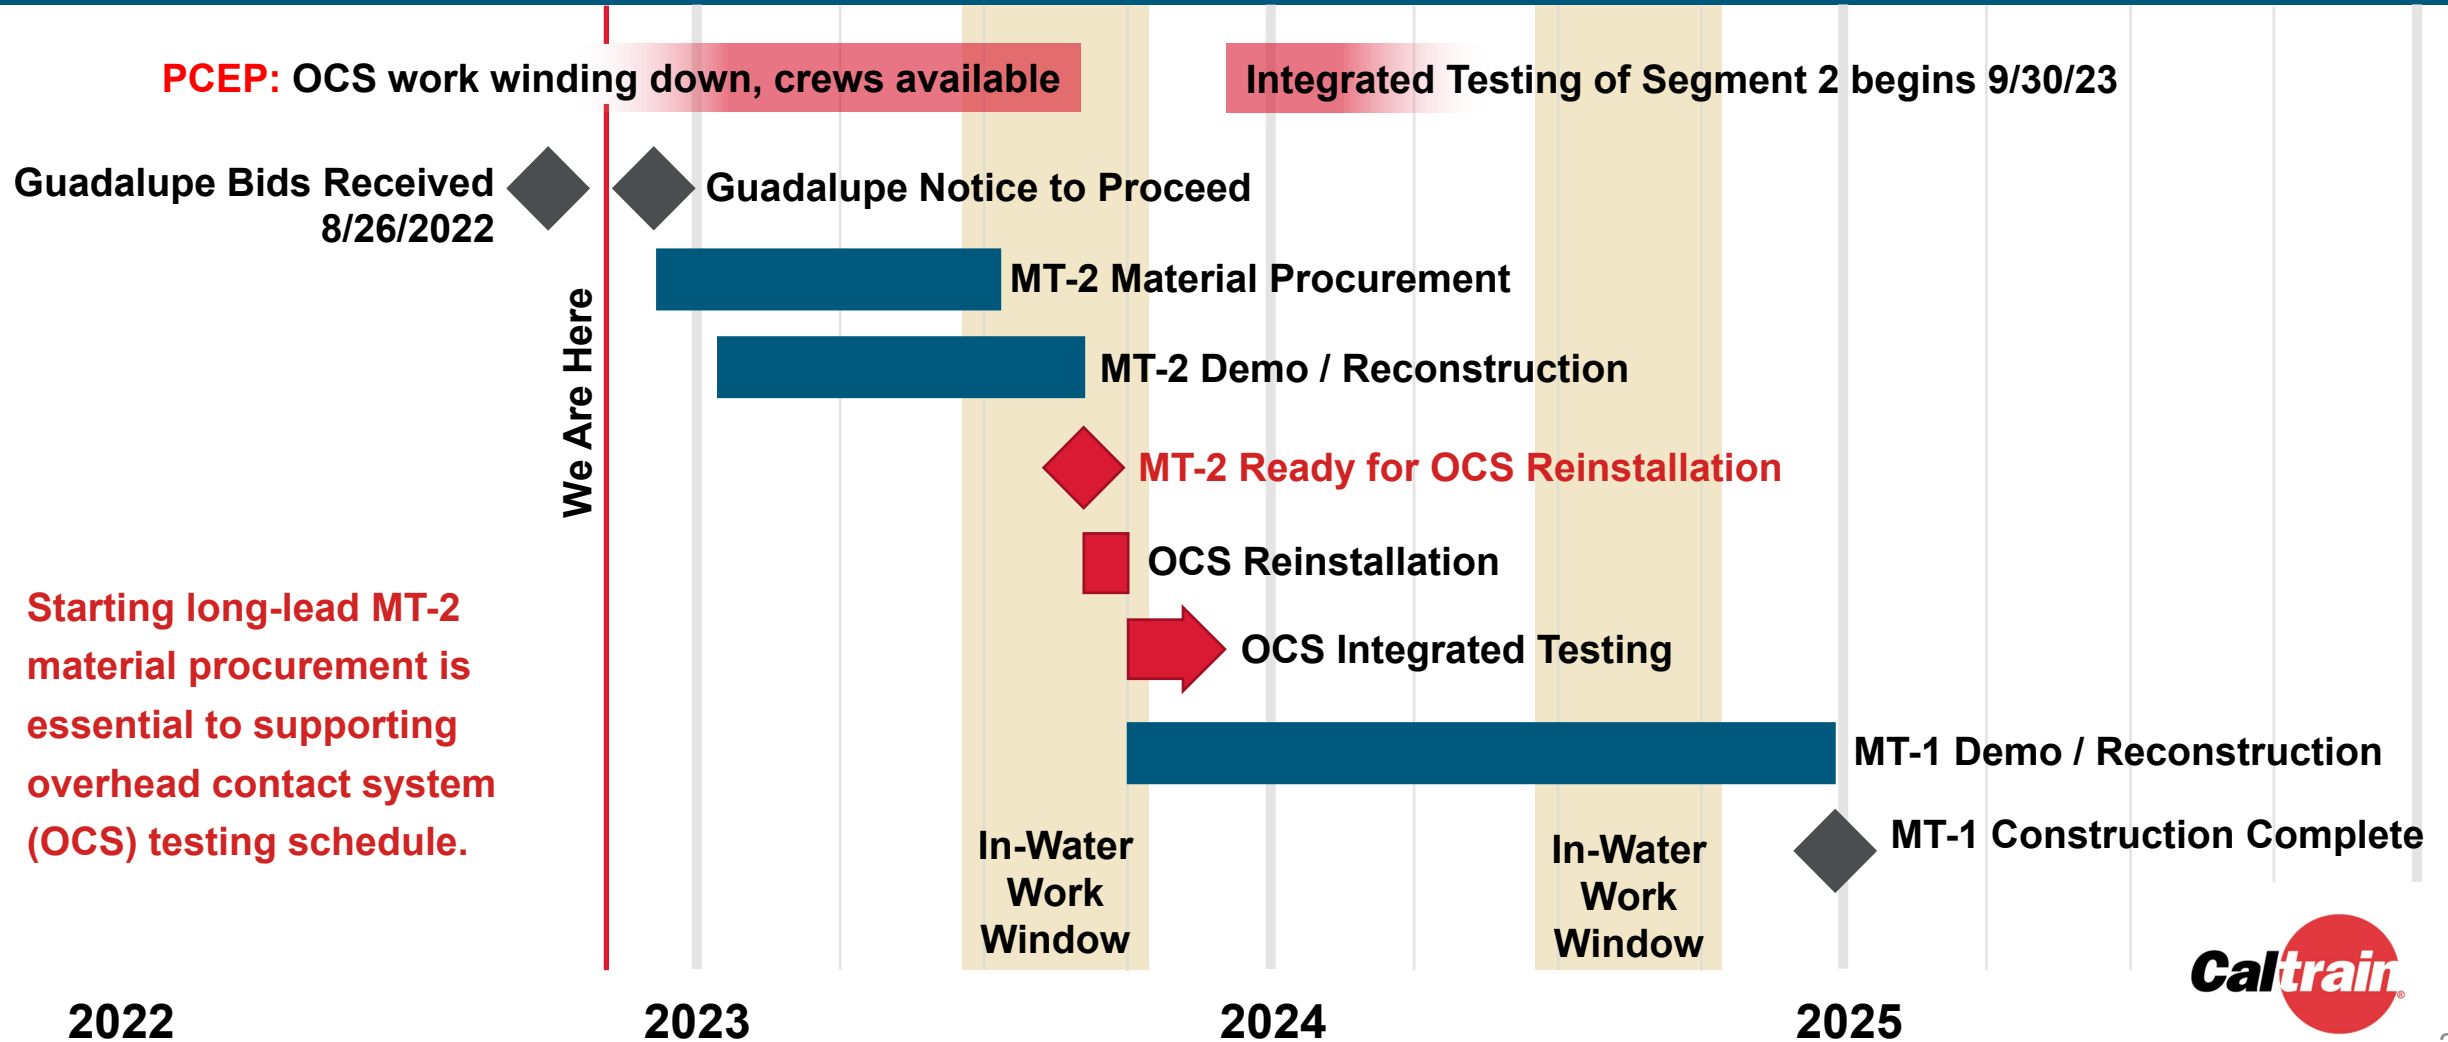 PCEP: OCS work winding down, crews available
Integrated Testing of Segment 2 begins 9/30/23
Guadalupe Bids Received
8/26/2022
Guadalupe Notice to Proceed
MT-2 Material Procurement
We Are Here
MT-2 Demo / Reconstruction
MT-2 Ready for OCS Reinstallation
OCS Reinstallation
Starting long-lead MT-2
material procurement is
essential to supporting
overhead contact system
(OCS) testing schedule.
OCS Integrated Testing
MT-1 Demo / Reconstruction
MT-1 Construction Complete
In-Water
Work
Window
In-Water
Work
Window
Caltrain®
2022
2023
2024
2025